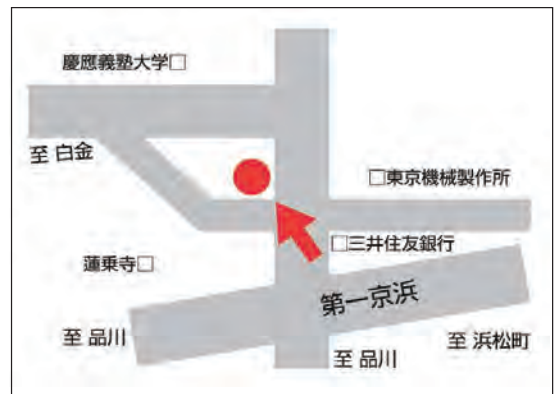 慶應義塾大学□
至 白金
□東京機械製作所
□三井住友銀行
蓮乗寺□
第一京浜
至 品川
至 品川
至 浜松町